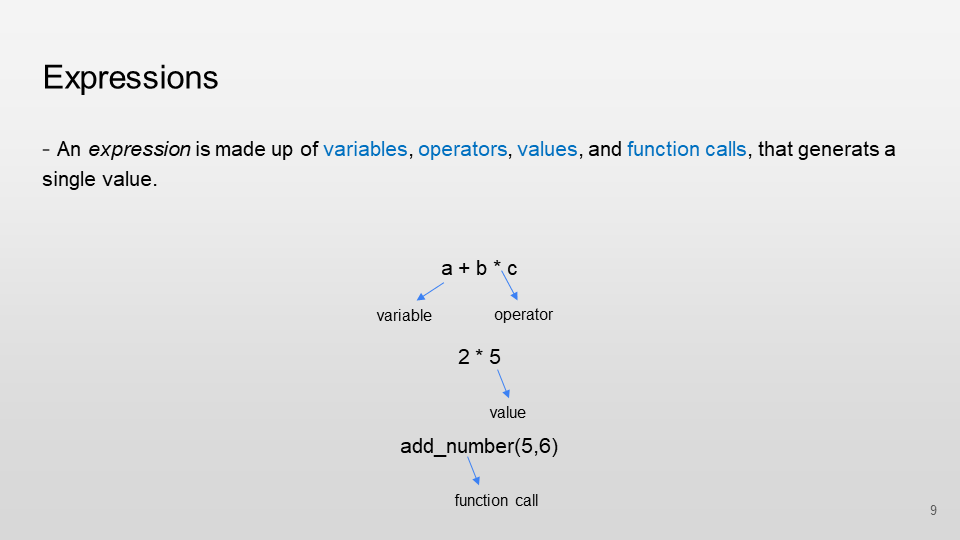 Expressions
- An expression is made up of variables, operators, values, and function calls, that generats a
single value.
a + b * c
variable
operator
2 * 5
value
add_number(5,6)
function call
9